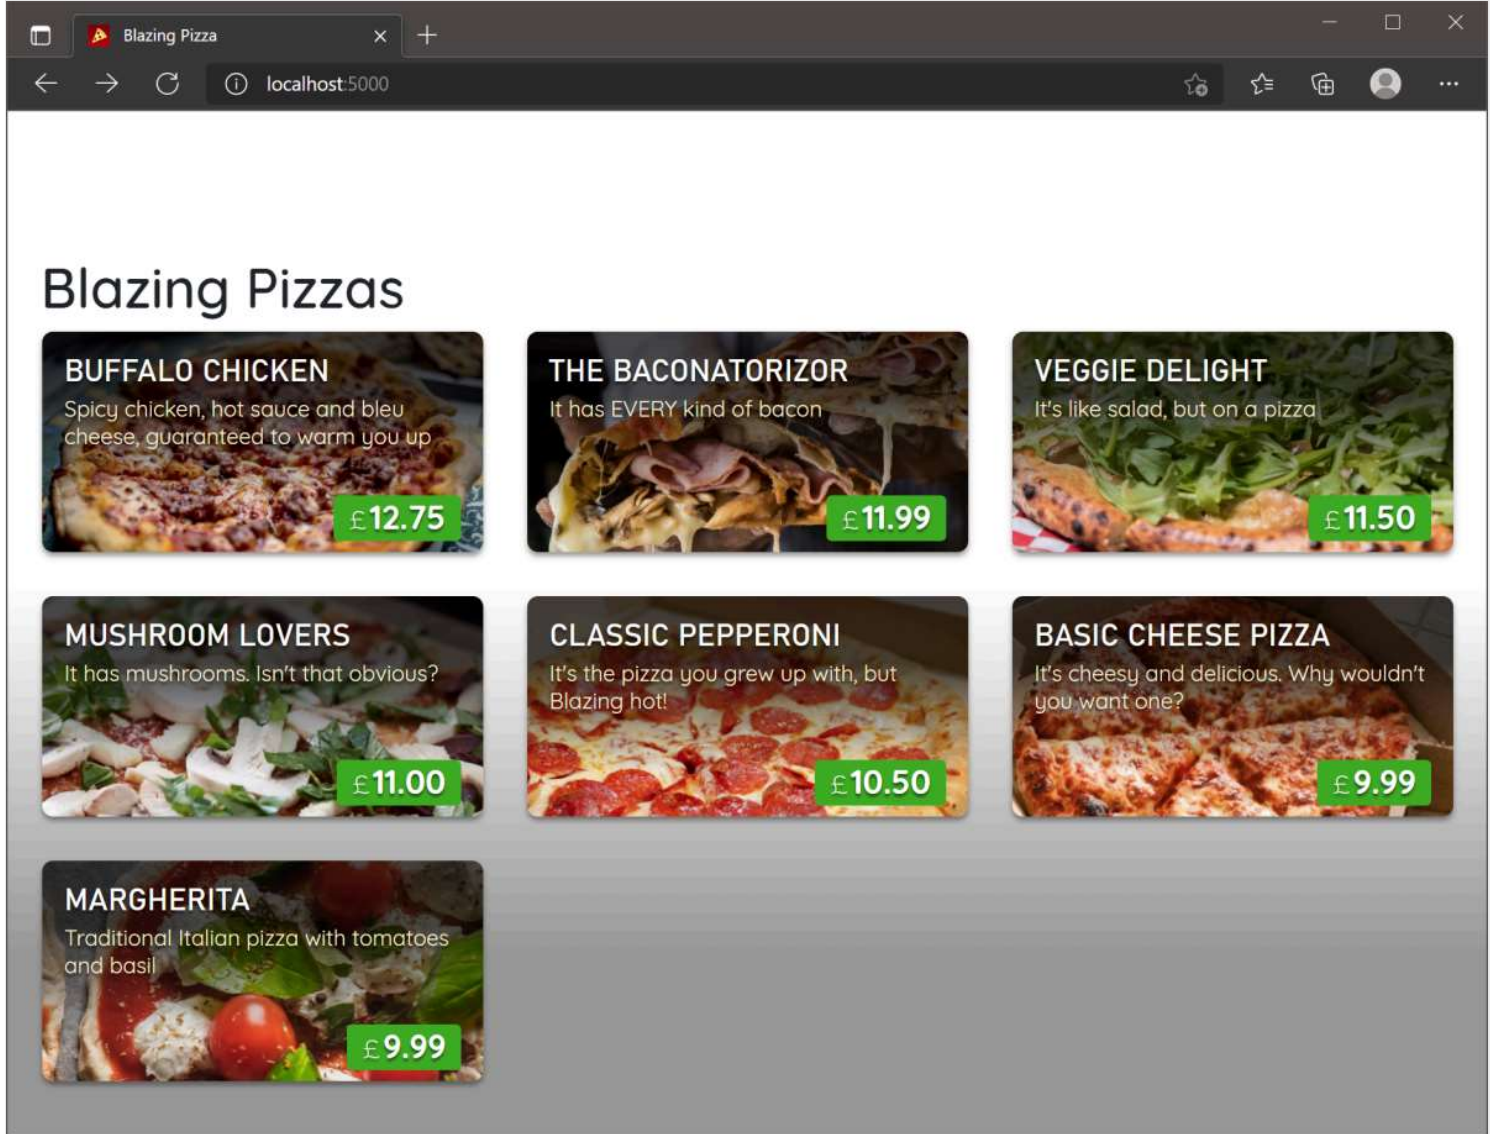 Blazing Pizza
localhost:5000
Blazing Pizzas
BUFFALO CHICKEN
Spicy chicken, hot sauce and bleu
cheese, guaranteed to warm you up
£12.75
THE BACONATORIZOR
It has EVERY kind of bacon
£11.99
VEGGIE DELIGHT
It's like salad, but on a pizza
£11.50
MUSHROOM LOVERS
It has mushrooms. Isn't that obvious?
£11.00
CLASSIC PEPPERONI
It's the pizza you grew up with, but
Blazing hot!
£10.50
BASIC CHEESE PIZZA
It's cheesy and delicious. Why wouldn't
you want one?
£9.99
MARGHERITA
Traditional Italian pizza with tomatoes
and basil
£9.99